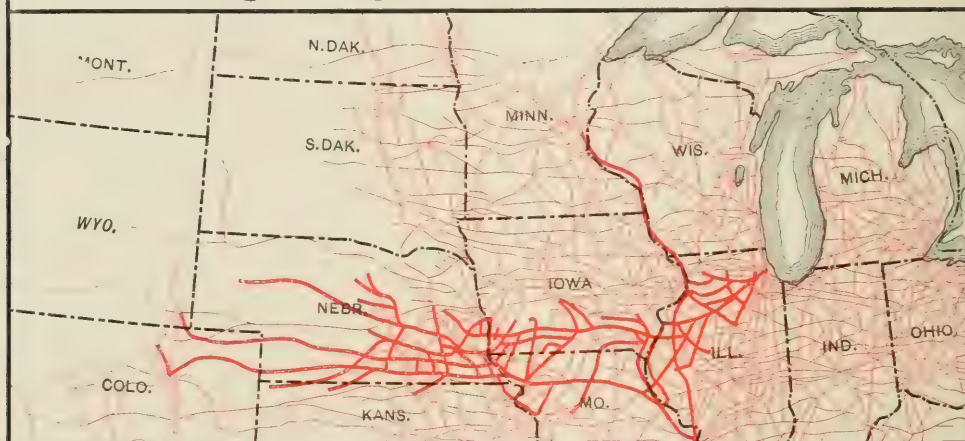 N.DAK.
MONT.
MINN.
S.DAK.
WIS.
MICH.
WYO.
IOWA
NEBR.
OHIO
ILL.
IND.
COLO.
MO.
KANS.